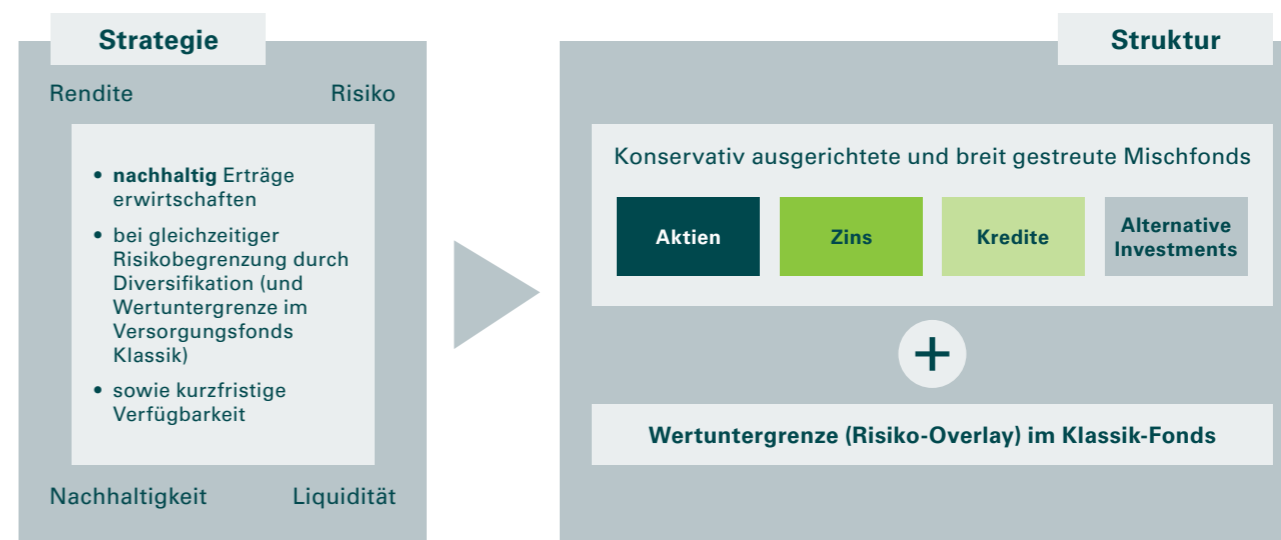 Strategie
Rendite Risiko
• nachhaltig Erträge
erwirtschaften
• bei gleichzeitiger
Risikobegrenzung durch
Diversifikation (und
Wertuntergrenze im
Versorgungsfonds
Klassik)
• sowie kurzfristige
Verfügbarkeit
Nachhaltigkeit Liquidität
Struktur
Konservativ ausgerichtete und breit gestreute Mischfonds
Aktien
Zins
Kredite
Alternative
Investments
+
Wertuntergrenze (Risiko-Overlay) im Klassik-Fonds